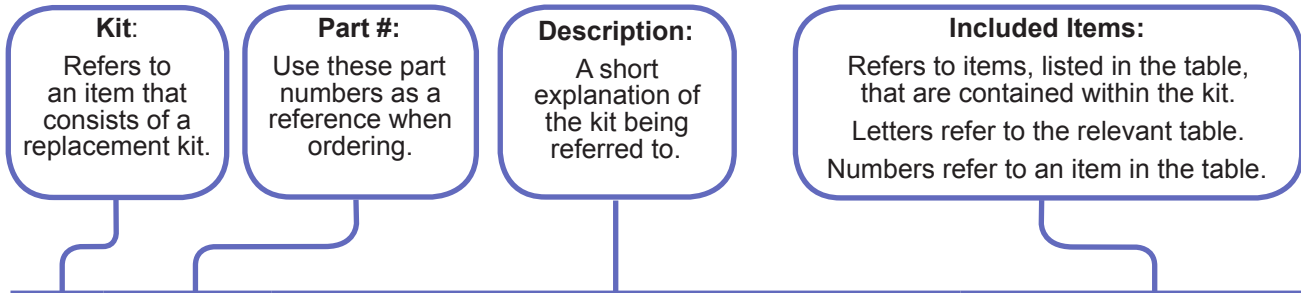 Kit:
Refers to
an item that
consists of a
replacement kit.
Part #:
Use these part
numbers as a
reference when
ordering.
Description:
A short
explanation of
the kit being
referred to.
Included Items:
Refers to items, listed in the table,
that are contained within the kit.
Letters refer to the relevant table.
Numbers refer to an item in the table.